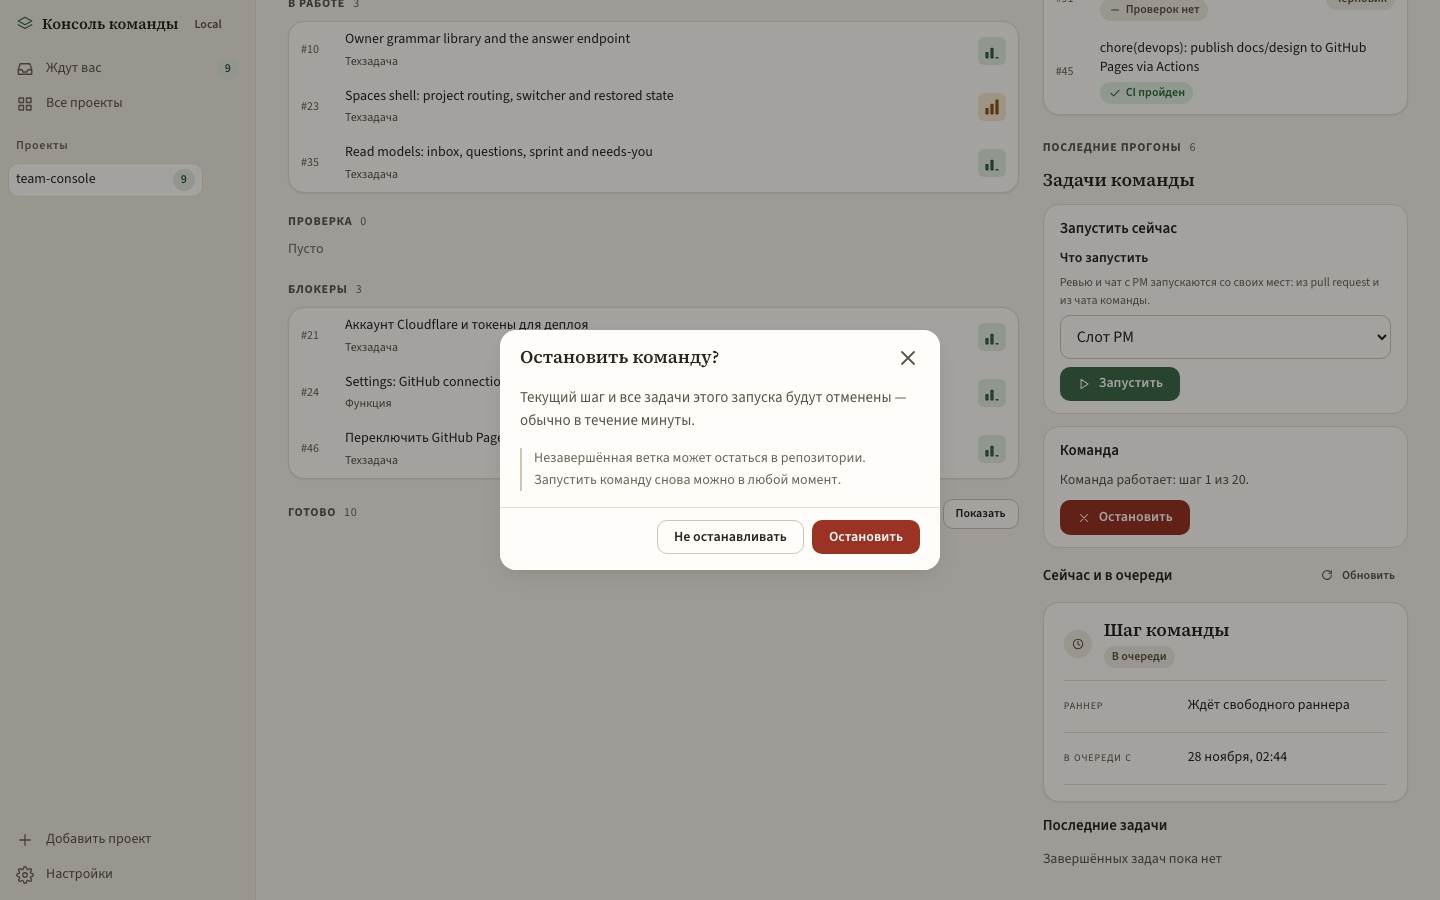 Консоль команды Local
Ждут вас 9
Все проекты
Проекты
team-console 9
Добавить проект
Настройки
В РАБОТЕ 3
#10 Owner grammar library and the answer endpoint
Техзадача
#23 Spaces shell: project routing, switcher and restored state
Техзадача
#35 Read models: inbox, questions, sprint and needs-you
Техзадача
ПРОВЕРКА 0
Пусто
БЛОКЕРЫ 3
#21 Аккаунт Cloudflare и токены для деплоя
Техзадача
#24 Settings: GitHub connectio
Функция
#46 Переключить GitHub Page
Техзадача
ГОТОВО 10 Показать
Остановить команду?
Текущий шаг и все задачи этого запуска будут отменены —
обычно в течение минуты.
Незавершённая ветка может остаться в репозитории.
Запустить команду снова можно в любой момент.
Не останавливать Остановить
Проверок нет
chore(devops): publish docs/design to GitHub
#45 Pages via Actions
CI пройден
ПОСЛЕДНИЕ ПРОГОНЫ 6
Задачи команды
Запустить сейчас
Что запустить
Ревью и чат с PM запускаются со своих мест: из pull request и
из чата команды.
Слот PM
Запустить
Команда
Команда работает: шаг 1 из 20.
Остановить
Сейчас и в очереди Обновить
Шаг команды
В очереди
РАННЕР Ждёт свободного раннера
В ОЧЕРЕДИ С 28 ноября, 02:44
Последние задачи
Завершённых задач пока нет